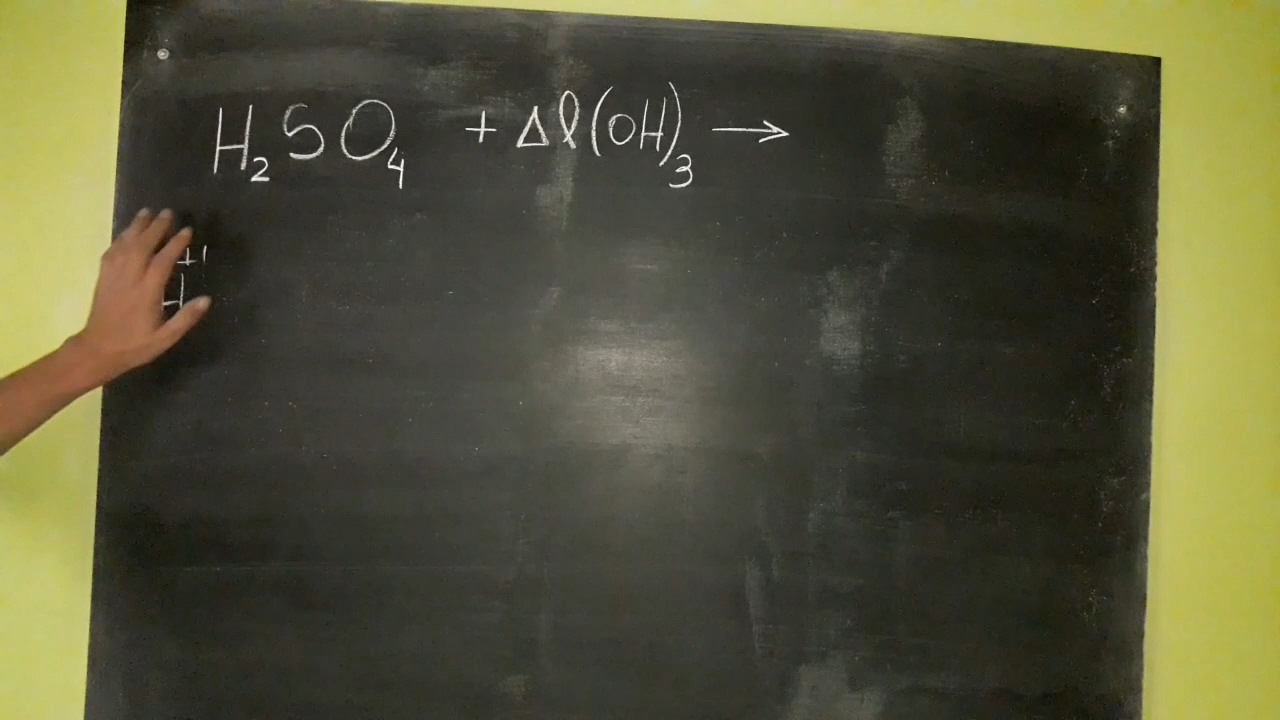 H₂SO₄ + Al(OH)₃ →
H⁺¹